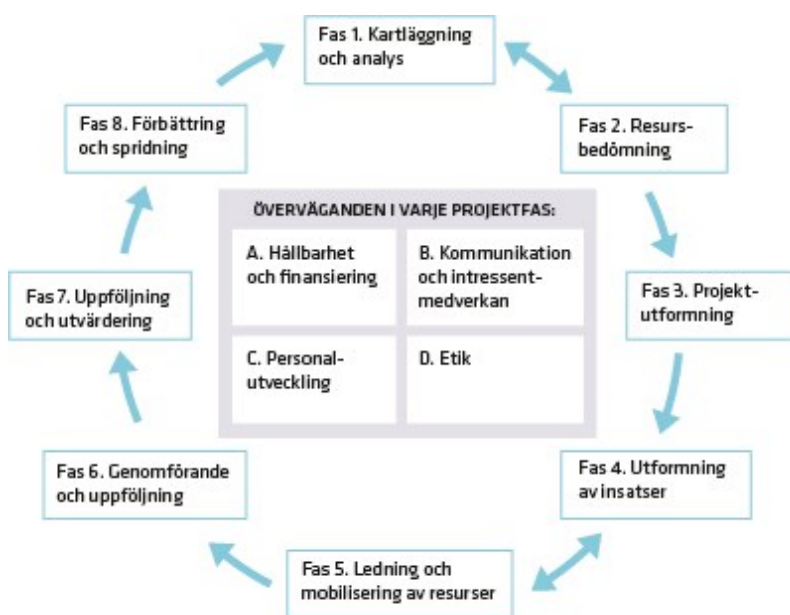 Fas 1. Kartläggning
och analys
Fas 2. Resurs-
bedömning
Fas 3. Projekt-
utformning
Fas 4. Utformning
av insatser
Fas 5. Ledning och
mobilisering av resurser
Fas 6. Genomförande
och uppföljning
Fas 7. Uppföljning
och utvärdering
Fas 8. Förbättring
och spridning
ÖVERVÄGANDEN I VARJE PROJEKTFAS:
A. Hållbarhet
och finansiering
B. Kommunikation
och intressent-
medverkan
C. Personal-
utveckling
D. Etik